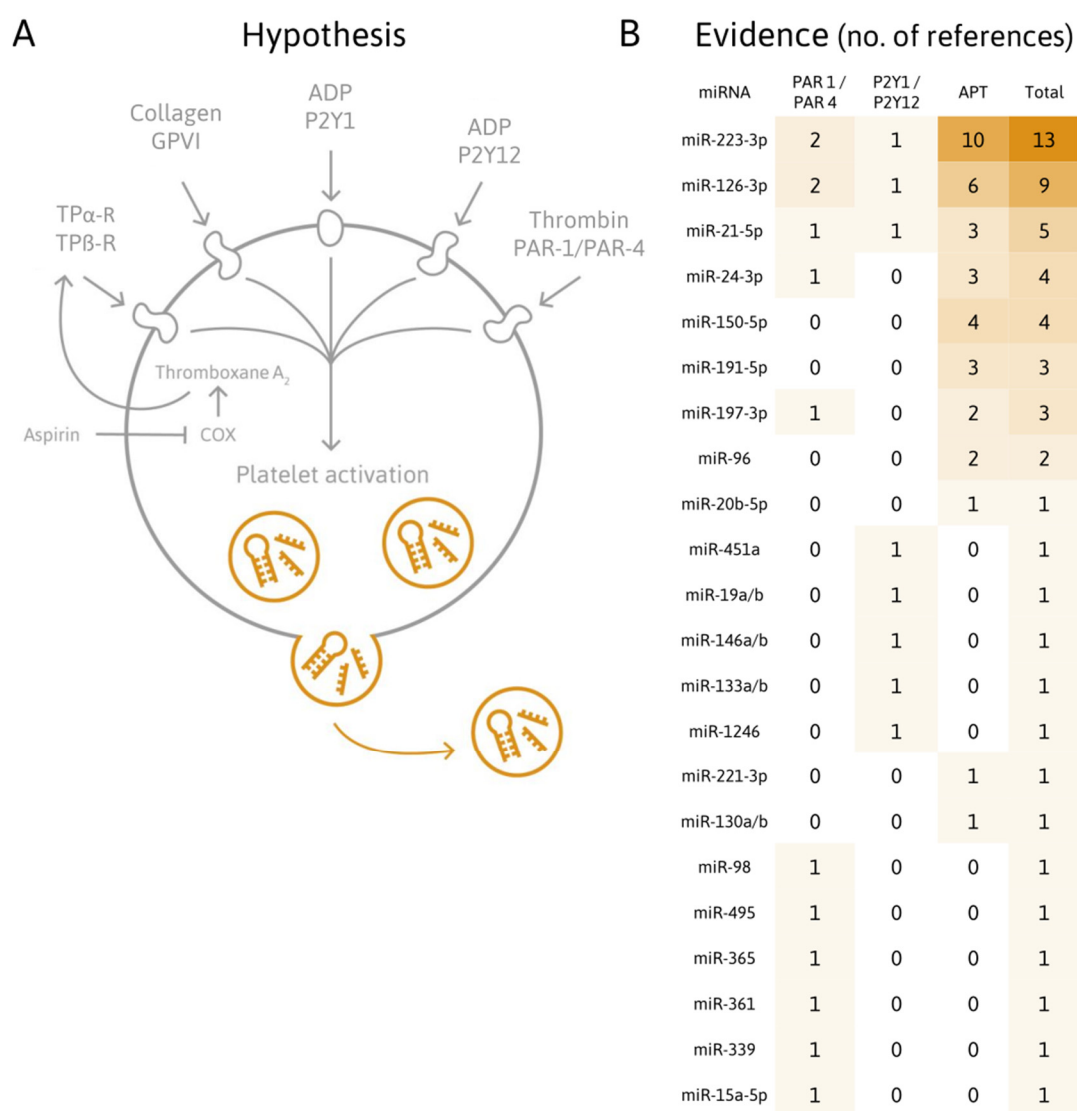 A
Hypothesis
Collagen
GPVI
ADP
P2Y1
ADP
P2Y12
TPα-R
TPß-R
Thrombin
PAR-1/PAR-4
Thromboxane A2
Aspirin
COX
Platelet activation
B
Evidence (no. of references)
miRNA PAR 1 / PAR 4 P2Y1 / P2Y12 APT Total
miR-223-3p 2 1 10 13
miR-126-3p 2 1 6 9
miR-21-5p 1 1 3 5
miR-24-3p 1 0 3 4
miR-150-5p 0 0 4 4
miR-191-5p 0 0 3 3
miR-197-3p 1 0 2 3
miR-96 0 0 2 2
miR-20b-5p 0 0 1 1
miR-451a 0 1 0 1
miR-19a/b 0 1 0 1
miR-146a/b 0 1 0 1
miR-133a/b 0 1 0 1
miR-1246 0 1 0 1
miR-221-3p 0 0 1 1
miR-130a/b 0 0 1 1
miR-98 1 0 0 1
miR-495 1 0 0 1
miR-365 1 0 0 1
miR-361 1 0 0 1
miR-339 1 0 0 1
miR-15a-5p 1 0 0 1